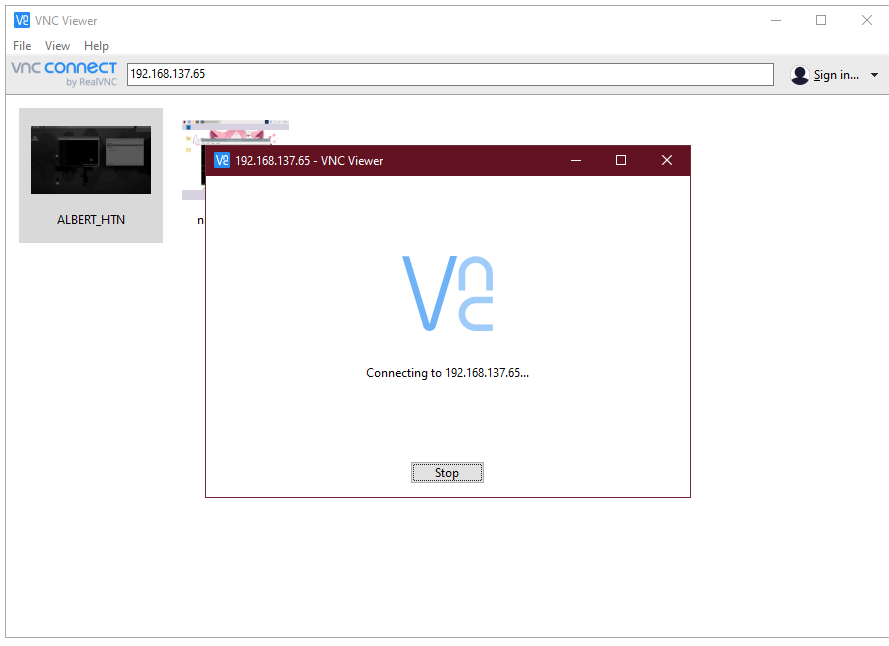 VNC Viewer
File View Help
vnc connect
by RealVNC
192.168.137.65
Sign in...
ALBERT_HTN
n
192.168.137.65 - VNC Viewer
Connecting to 192.168.137.65...
Stop